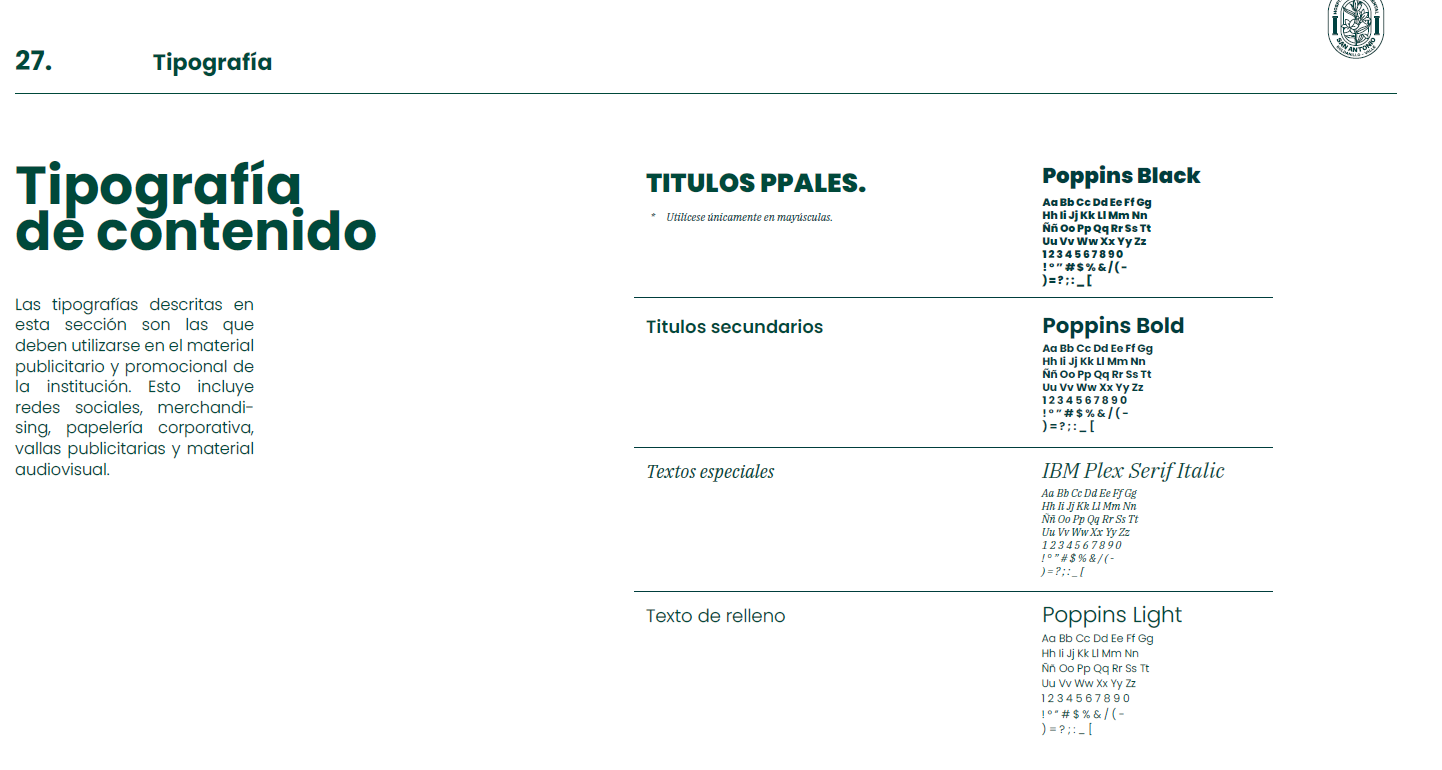 27.
Tipografía
Tipografía
de contenido
Las tipografías descritas en
esta sección son las que
deben utilizarse en el material
publicitario y promocional de
la institución. Esto incluye
redes sociales, merchandi-
sing, papelería corporativa,
vallas publicitarias y material
audiovisual.
TITULOS PPALES.
* Utilícese únicamente en mayúsculas.
Poppins Black
Aa Bb Cc Dd Ee Ff Gg
Hh Ii Jj Kk Ll Mm Nn
Ññ Oo Pp Qq Rr Ss Tt
Uu Vv Ww Xx Yy Zz
1 2 3 4 5 6 7 8 9 0
! º " # $ % & / ( -
) = ? ; : _ [
Titulos secundarios
Poppins Bold
Aa Bb Cc Dd Ee Ff Gg
Hh Ii Jj Kk Ll Mm Nn
Ññ Oo Pp Qq Rr Ss Tt
Uu Vv Ww Xx Yy Zz
1 2 3 4 5 6 7 8 9 0
! º " # $ % & / ( -
) = ? ; : _ [
Textos especiales
IBM Plex Serif Italic
Aa Bb Cc Dd Ee Ff Gg
Hh Ii Jj Kk Ll Mm Nn
Ññ Oo Pp Qq Rr Ss Tt
Uu Vv Ww Xx Yy Zz
1 2 3 4 5 6 7 8 9 0
! º " # $ % & / ( -
) = ? ; : _ [
Texto de relleno
Poppins Light
Aa Bb Cc Dd Ee Ff Gg
Hh Ii Jj Kk Ll Mm Nn
Ññ Oo Pp Qq Rr Ss Tt
Uu Vv Ww Xx Yy Zz
1 2 3 4 5 6 7 8 9 0
! º " # $ % & / ( -
) = ? ; : _ [
SAN ANTONIO